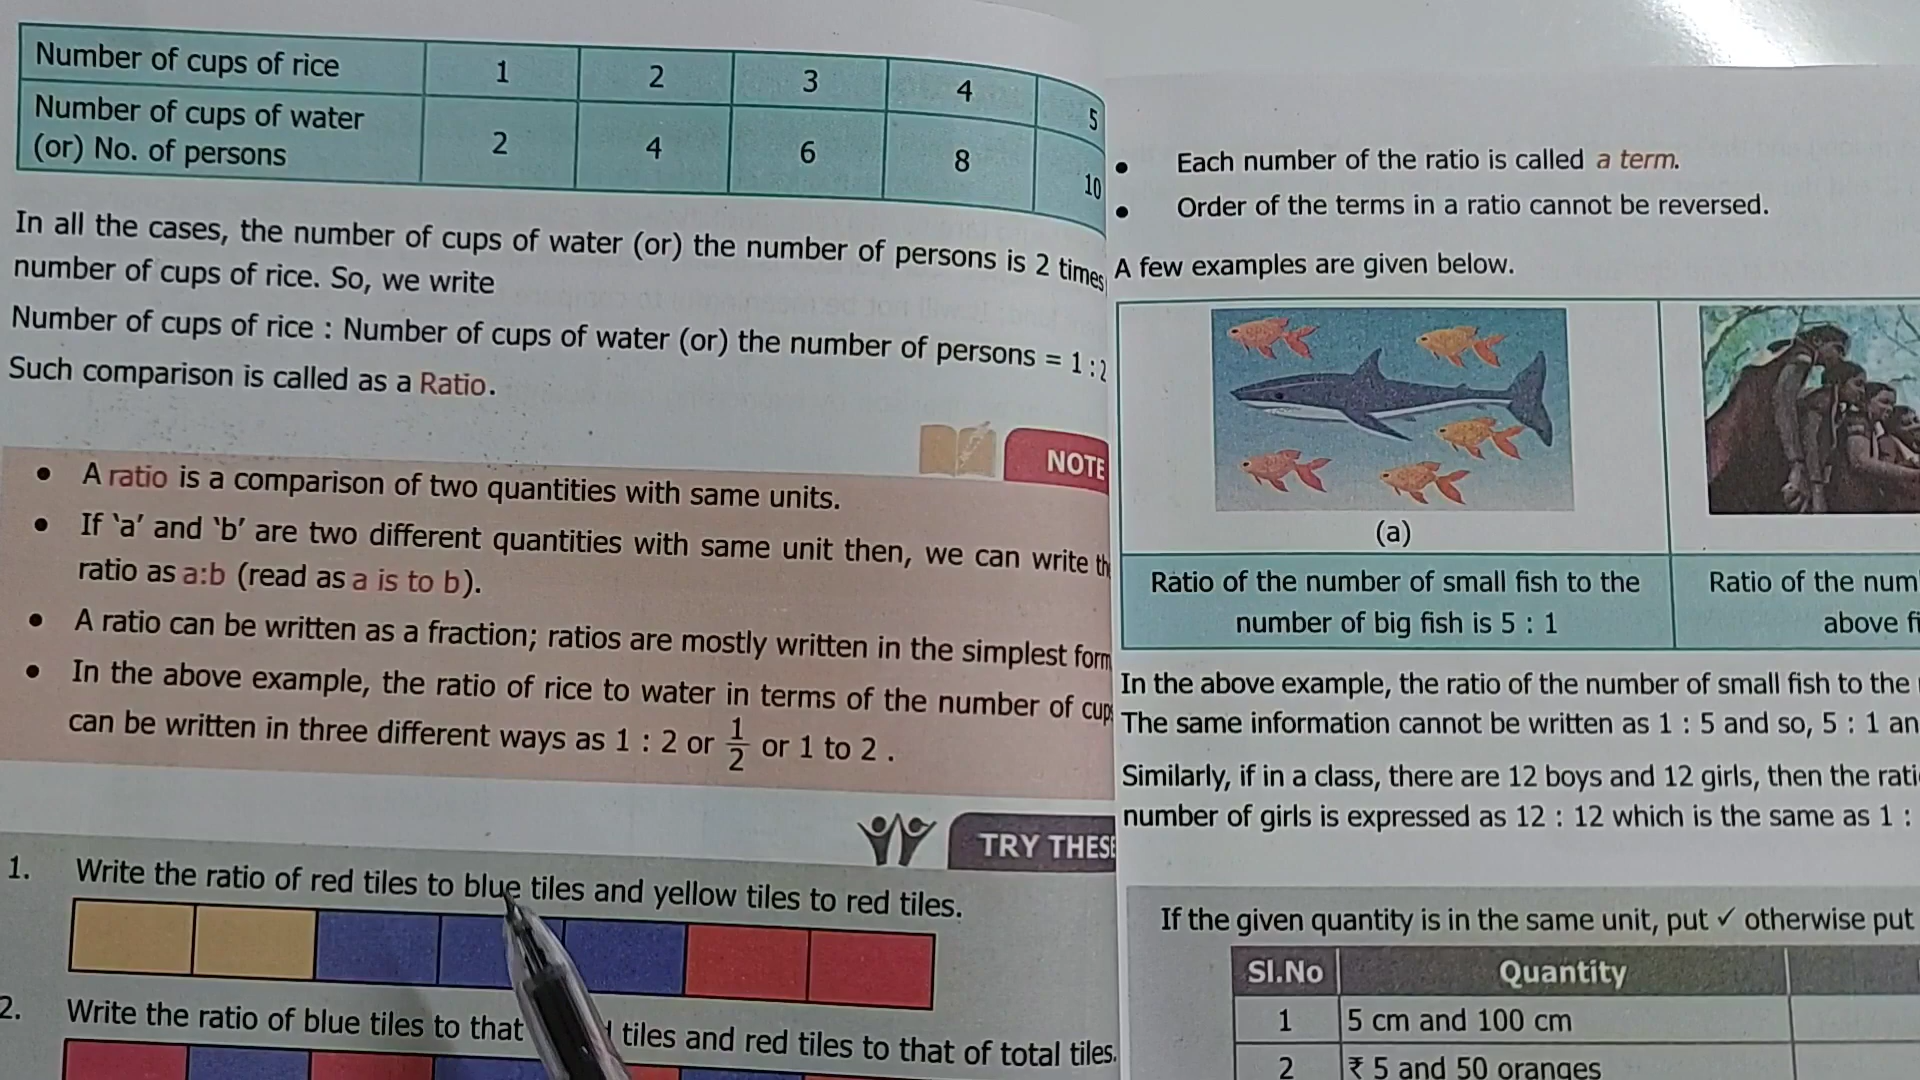 Number of cups of rice 1 2 3 4 5
Number of cups of water
(or) No. of persons 2 4 6 8 10
In all the cases, the number of cups of water (or) the number of persons is 2 times
number of cups of rice. So, we write
Number of cups of rice : Number of cups of water (or) the number of persons = 1 : 2
Such comparison is called as a Ratio.
NOTE
• A ratio is a comparison of two quantities with same units.
• If ‘a’ and ‘b’ are two different quantities with same unit then, we can write
ratio as a:b (read as a is to b).
• A ratio can be written as a fraction; ratios are mostly written in the simplest form
• In the above example, the ratio of rice to water in terms of the number of cups
can be written in three different ways as 1 : 2 or 1/2 or 1 to 2 .
TRY THESE
1. Write the ratio of red tiles to blue tiles and yellow tiles to red tiles.
2. Write the ratio of blue tiles to that tiles and red tiles to that of total tiles.
• Each number of the ratio is called a term.
• Order of the terms in a ratio cannot be reversed.
A few examples are given below.
(a)
Ratio of the number of small fish to the
number of big fish is 5 : 1
Ratio of the num
above fi
In the above example, the ratio of the number of small fish to the
The same information cannot be written as 1 : 5 and so, 5 : 1 an
Similarly, if in a class, there are 12 boys and 12 girls, then the rati
number of girls is expressed as 12 : 12 which is the same as 1 :
If the given quantity is in the same unit, put ✓ otherwise put
Sl.No Quantity
1 5 cm and 100 cm
2 ₹ 5 and 50 oranges